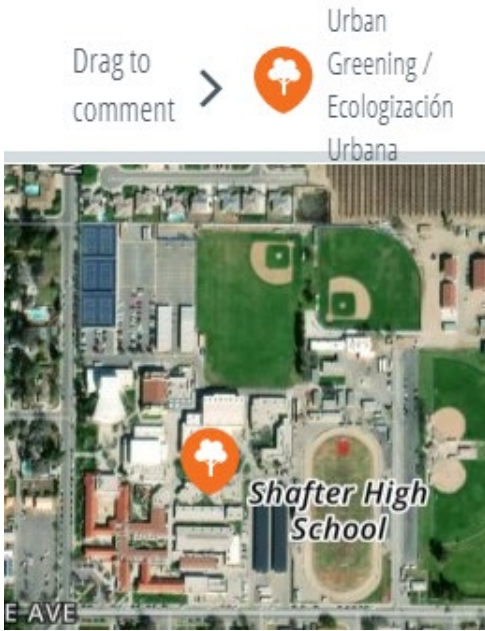 Drag to
comment
Urban
Greening /
Ecologización
Urbana
N
Shafter High
School
E AVE